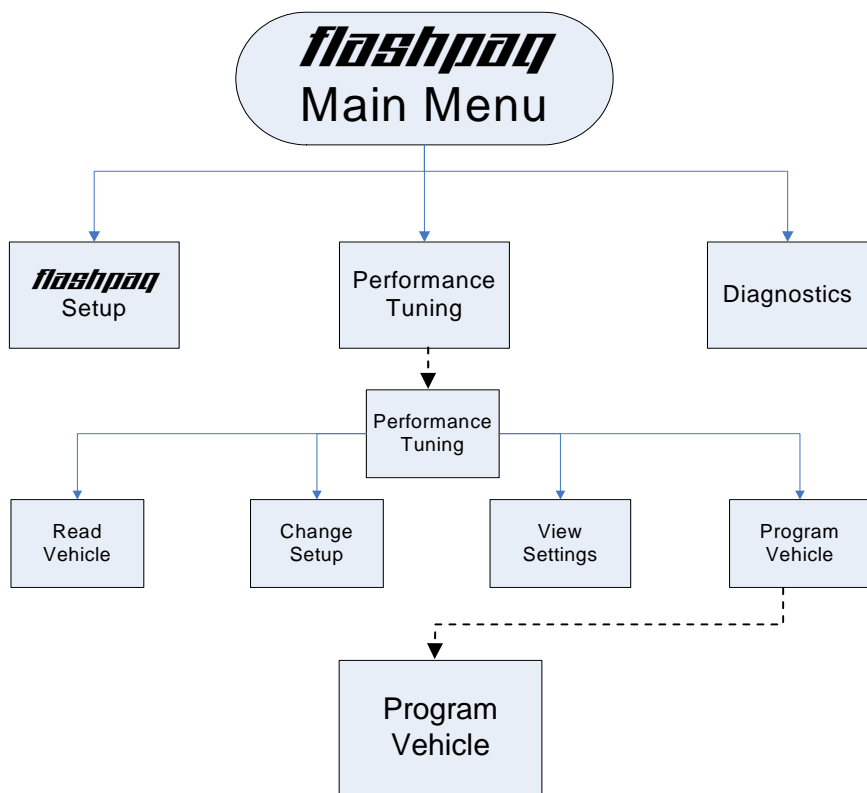 flashpaq
Main Menu
flashpaq
Setup
Performance
Tuning
Diagnostics
Performance
Tuning
Read
Vehicle
Change
Setup
View
Settings
Program
Vehicle
Program
Vehicle